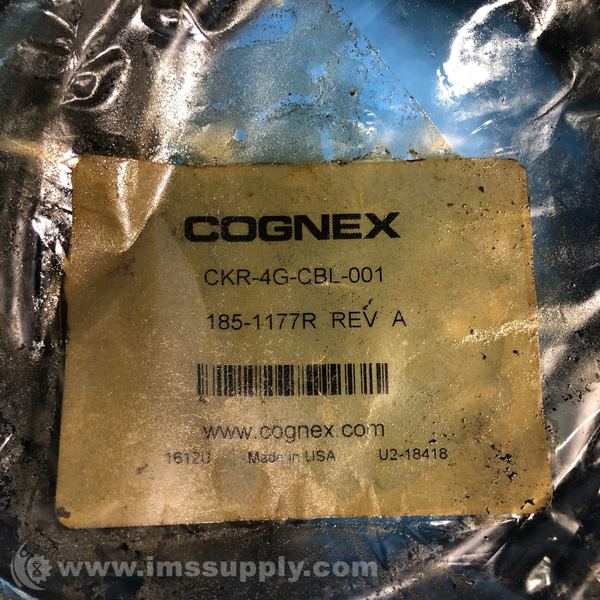 COGNEX
CKR-4G-CBL-001
185-1177R REV A
www.cognex.com
1612U Made in USA U2-18418
www.imssupply.com